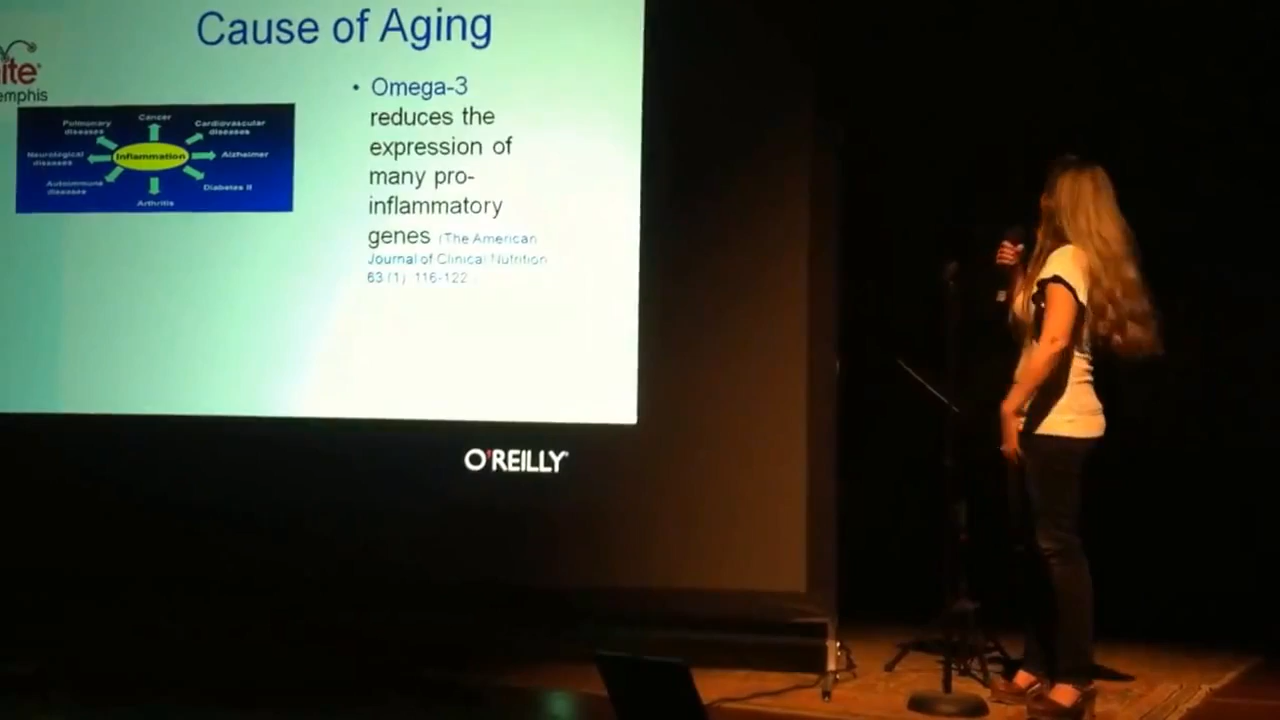 Cause of Aging
ite
emphis
Cancer
Pulmonary
diseases
Cardiovascular
diseases
Neurological
diseases
Inflammation
Alzheimer
Autoimmune
diseases
Diabetes II
Arthritis
• Omega-3
reduces the
expression of
many pro-
inflammatory
genes (The American
Journal of Clinical Nutrition
63 (1) 116-122
O'REILLY